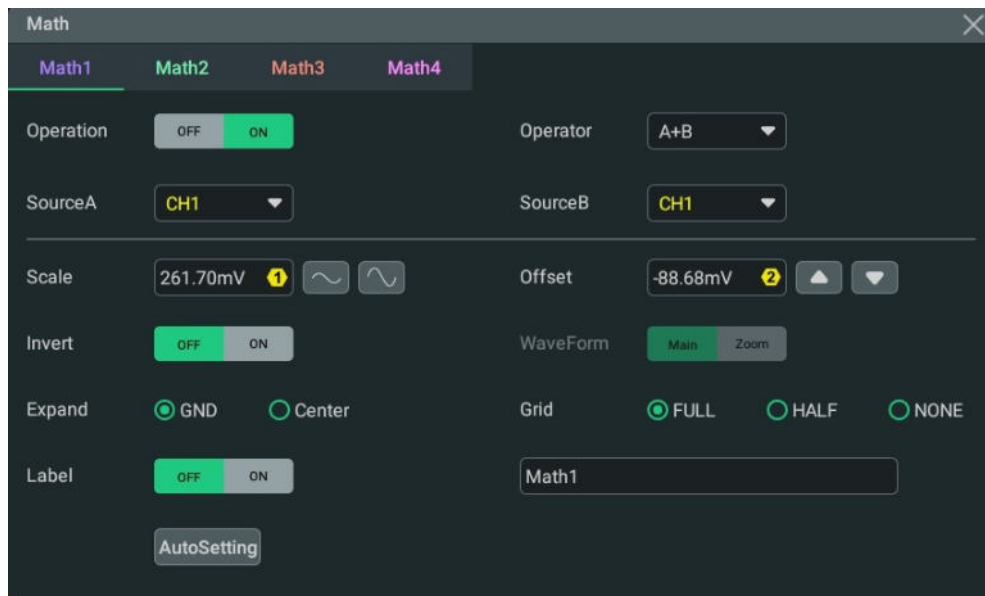 Math
Math1 Math2 Math3 Math4
Operation OFF ON Operator A+B
SourceA CH1 SourceB CH1
Scale 261.70mV 1 Offset -88.68mV 2
Invert OFF ON WaveForm Main Zoom
Expand GND Center Grid FULL HALF NONE
Label OFF ON Math1
AutoSetting